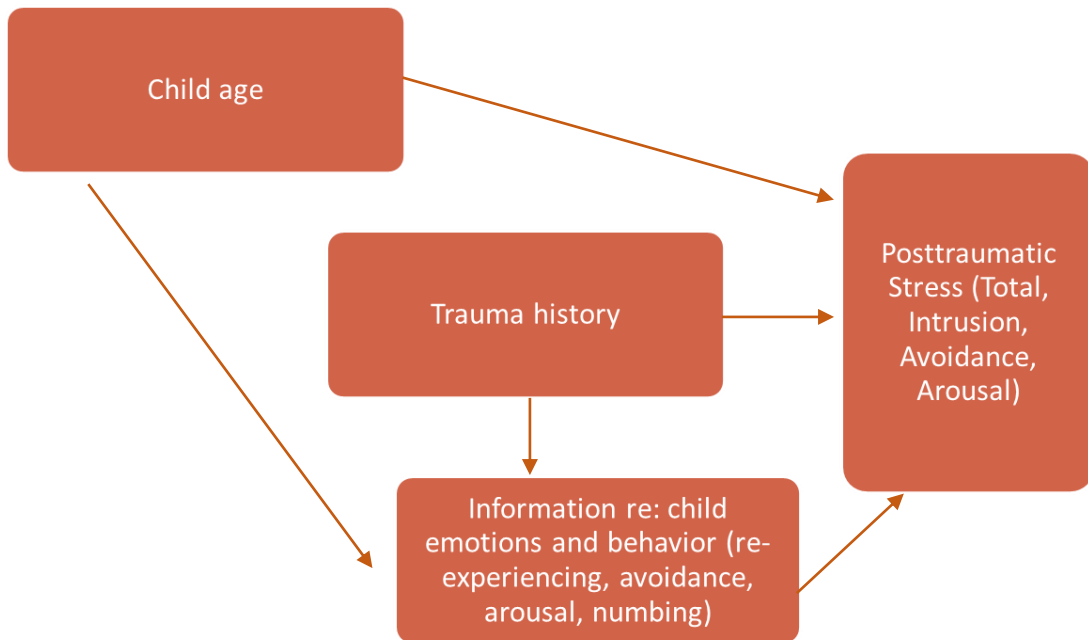 Child age
Trauma history
Posttraumatic
Stress (Total,
Intrusion,
Avoidance,
Arousal)
Information re: child
emotions and behavior (re-
experiencing, avoidance,
arousal, numbing)